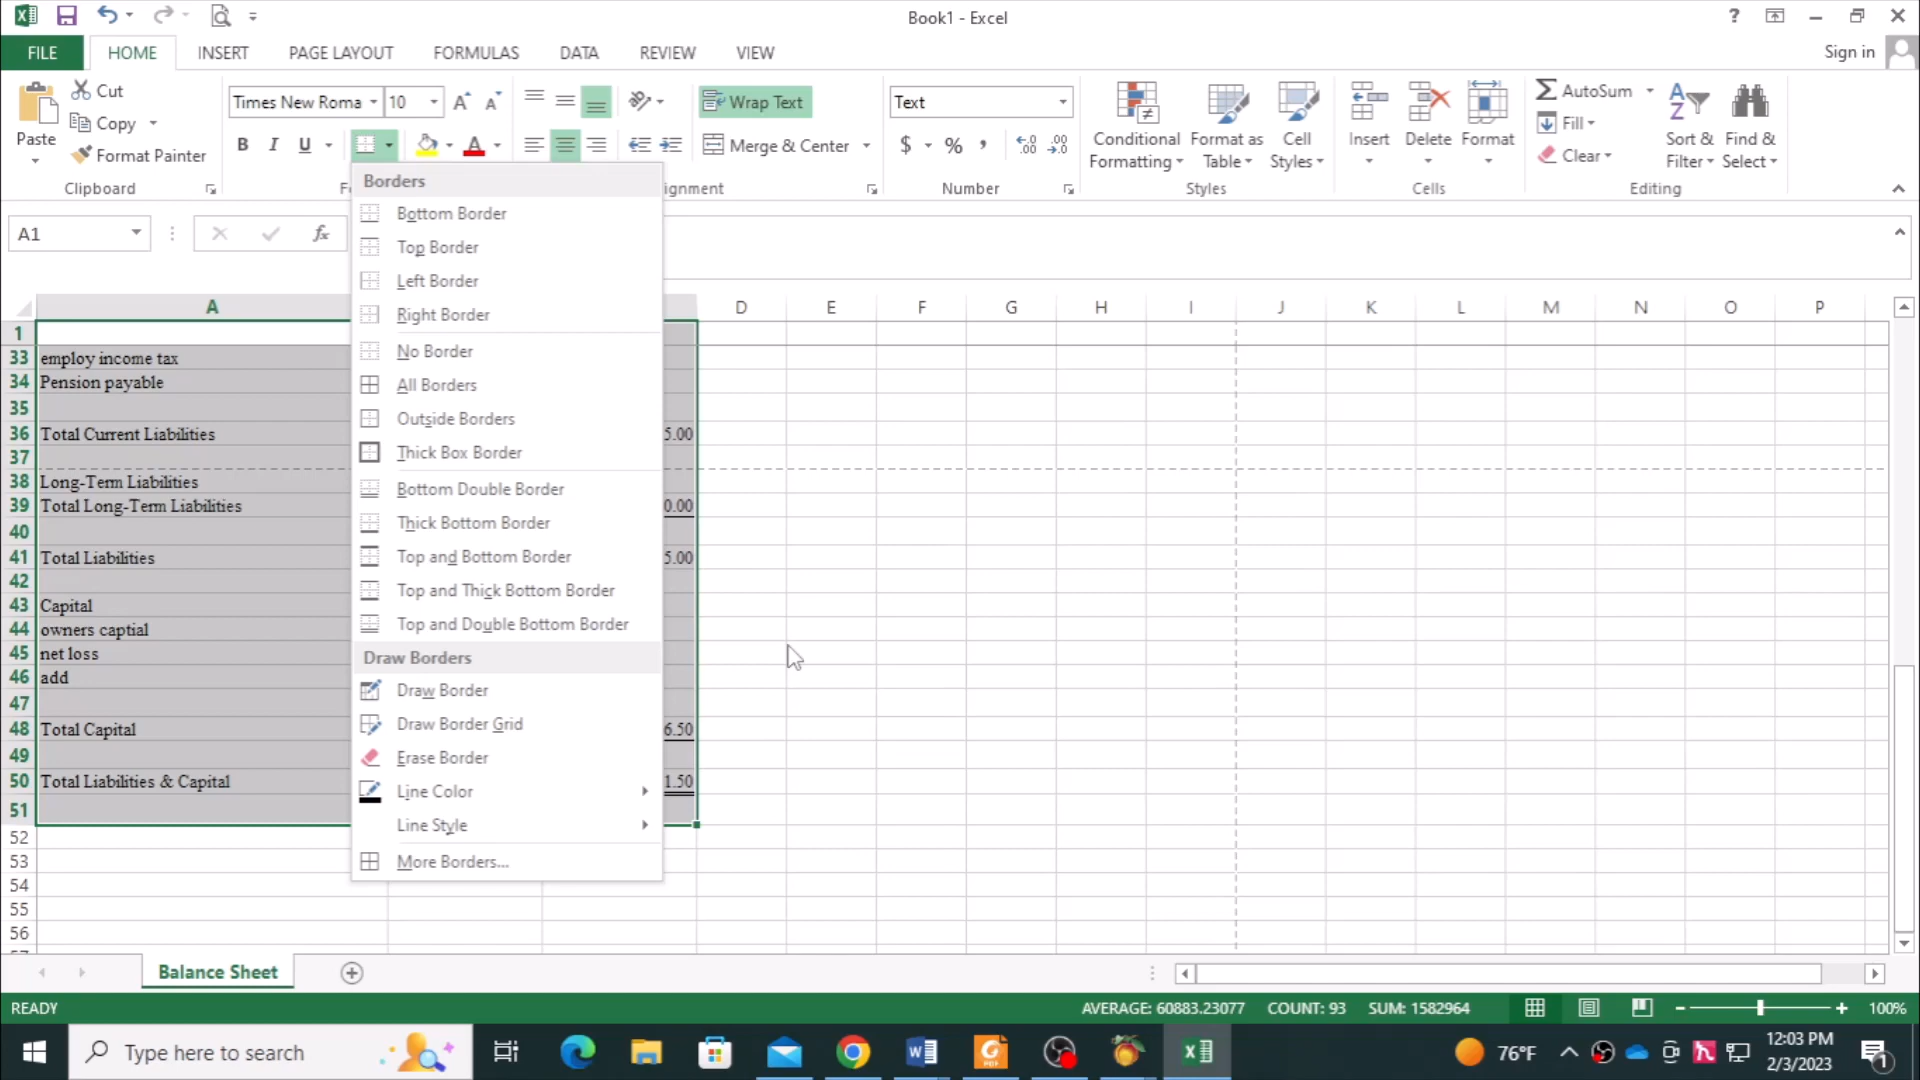 Book1 - Excel
?
FILE HOME INSERT PAGE LAYOUT FORMULAS DATA REVIEW VIEW Sign in
Paste
Cut
Copy
Format Painter
Clipboard
Times New Roma 10
B I U
Wrap Text
Merge & Center
Text
$ % ,
Number
Conditional Formatting
Format as Table
Cell Styles
Styles
Insert Delete Format
Cells
AutoSum
Fill
Clear
Sort & Filter
Find & Select
Editing
A1
fx
Borders
Bottom Border
Top Border
Left Border
Right Border
No Border
All Borders
Outside Borders
Thick Box Border
Bottom Double Border
Thick Bottom Border
Top and Bottom Border
Top and Thick Bottom Border
Top and Double Bottom Border
Draw Borders
Draw Border
Draw Border Grid
Erase Border
Line Color
Line Style
More Borders...
A D E F G H I J K L M N O P
1
33 employ income tax
34 Pension payable
35
36 Total Current Liabilities 5.00
37
38 Long-Term Liabilities
39 Total Long-Term Liabilities 0.00
40
41 Total Liabilities 5.00
42
43 Capital
44 owners captial
45 net loss
46 add
47
48 Total Capital 6.50
49
50 Total Liabilities & Capital 1.50
51
52
53
54
55
56
Balance Sheet
READY AVERAGE: 60883.23077 COUNT: 93 SUM: 1582964 100%
Type here to search
76°F
12:03 PM
2/3/2023
1